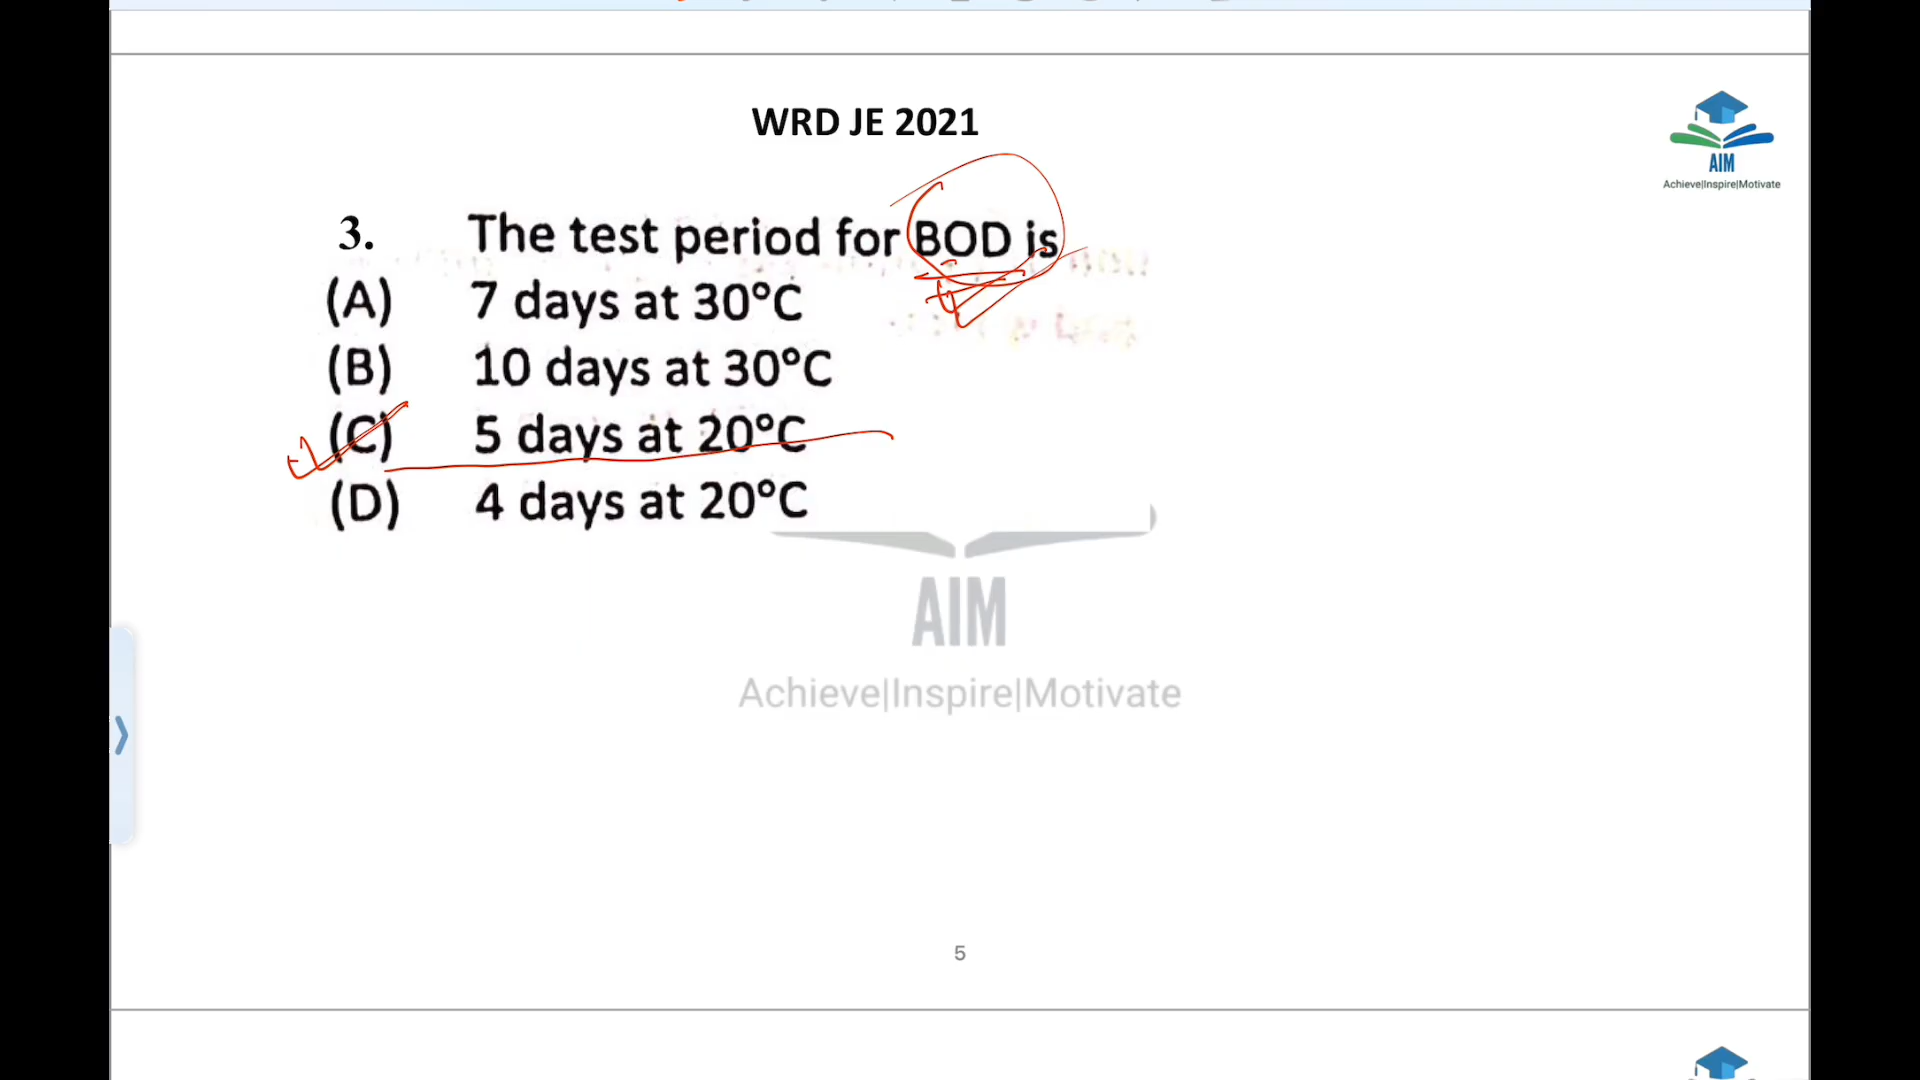 WRD JE 2021
AIM
Achieve|Inspire|Motivate
3. The test period for BOD is
(A) 7 days at 30°C
(B) 10 days at 30°C
(C) 5 days at 20°C
(D) 4 days at 20°C
AIM
Achieve|Inspire|Motivate
5